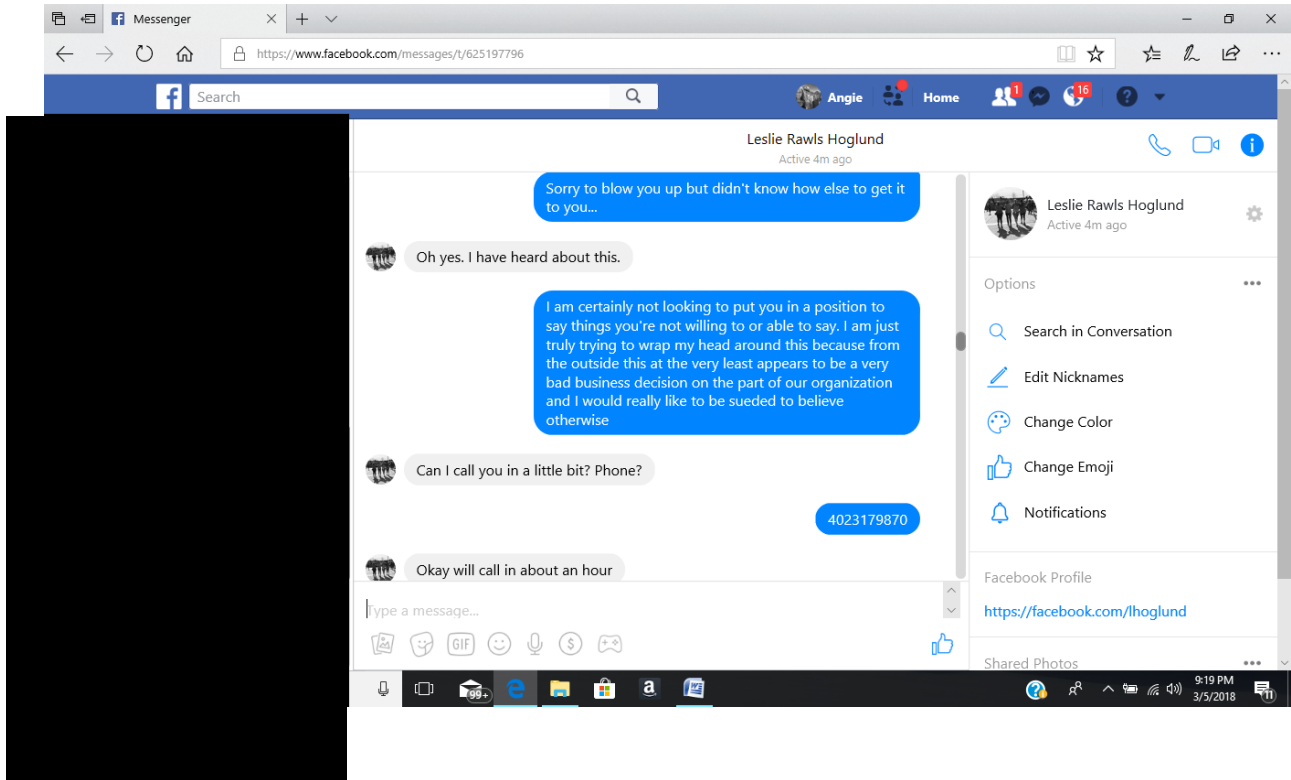 Messenger
https://www.facebook.com/messages/t/625197796
f
Search
Angie
Home
1
16
Leslie Rawls Hoglund
Active 4m ago
Sorry to blow you up but didn't know how else to get it
to you...
Oh yes. I have heard about this.
I am certainly not looking to put you in a position to
say things you're not willing to or able to say. I am just
truly trying to wrap my head around this because from
the outside this at the very least appears to be a very
bad business decision on the part of our organization
and I would really like to be sueded to believe
otherwise
Can I call you in a little bit? Phone?
4023179870
Okay will call in about an hour
Type a message...
GIF
Leslie Rawls Hoglund
Active 4m ago
Options
Search in Conversation
Edit Nicknames
Change Color
Change Emoji
Notifications
Facebook Profile
https://facebook.com/lhoglund
Shared Photos
99+
a
9:19 PM
3/5/2018
11